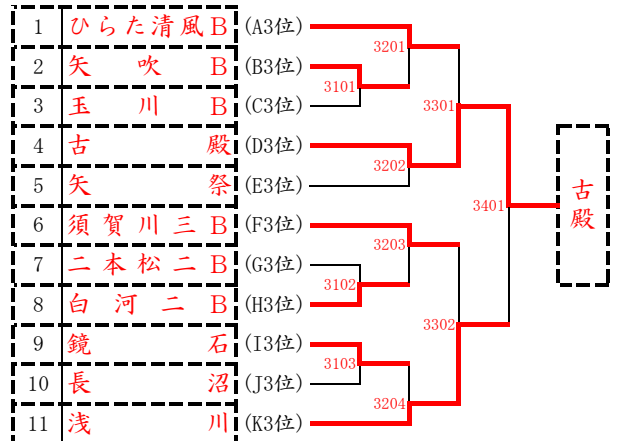 1 ひらた清風B (A3位)
2 矢吹B (B3位)
3 玉川B (C3位)
4 古殿 (D3位)
5 矢祭 (E3位)
6 須賀川三B (F3位)
7 二本松二B (G3位)
8 白河二B (H3位)
9 鏡石 (I3位)
10 長沼 (J3位)
11 浅川 (K3位)
3201
3101
3301
3202
3401
3203
3102
3302
3103
3204
古殿